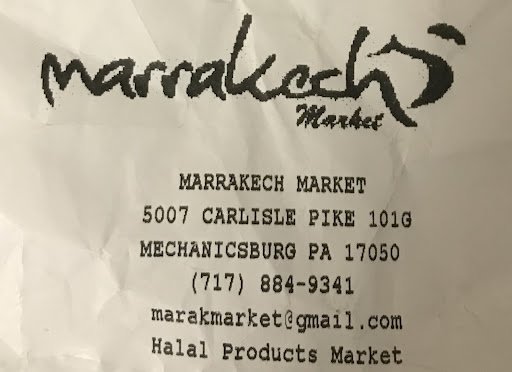 marrakech
Market
MARRAKECH MARKET
5007 CARLISLE PIKE 101G
MECHANICSBURG PA 17050
(717) 884-9341
marakmarket@gmail.com
Halal Products Market